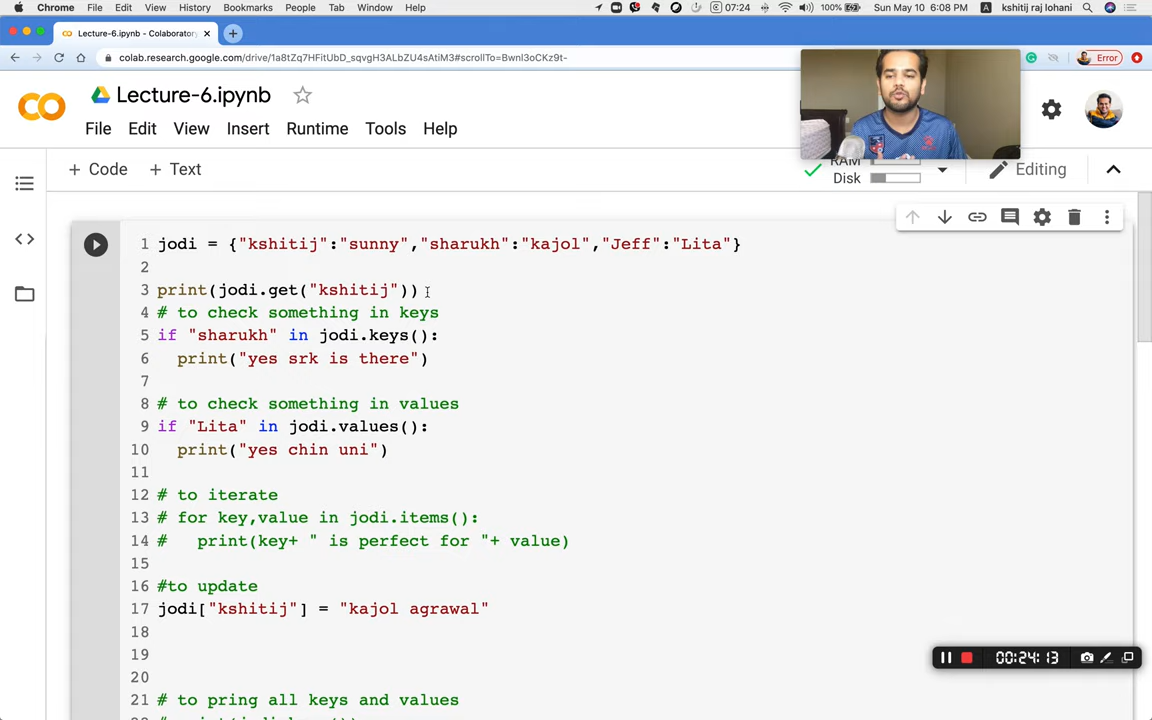 Chrome File Edit View History Bookmarks People Tab Window Help 07:24 100% Sun May 10 6:08 PM A kshitij raj lohani
Lecture-6.ipynb - Colaboratory
colab.research.google.com/drive/1a8tZq7HFitUbD_sqvgH3ALbZU4sAtiM3#scrollTo=Bwnl3oCKz9t-
Error
CO Lecture-6.ipynb
File Edit View Insert Runtime Tools Help
+ Code + Text
RAM
Disk
Editing
1 jodi = {"kshitij":"sunny","sharukh":"kajol","Jeff":"Lita"}
2
3 print(jodi.get("kshitij"))
4 # to check something in keys
5 if "sharukh" in jodi.keys():
6 print("yes srk is there")
7
8 # to check something in values
9 if "Lita" in jodi.values():
10 print("yes chin uni")
11
12 # to iterate
13 # for key,value in jodi.items():
14 # print(key+ " is perfect for "+ value)
15
16 #to update
17 jodi["kshitij"] = "kajol agrawal"
18
19
20
21 # to pring all keys and values
00:24:13